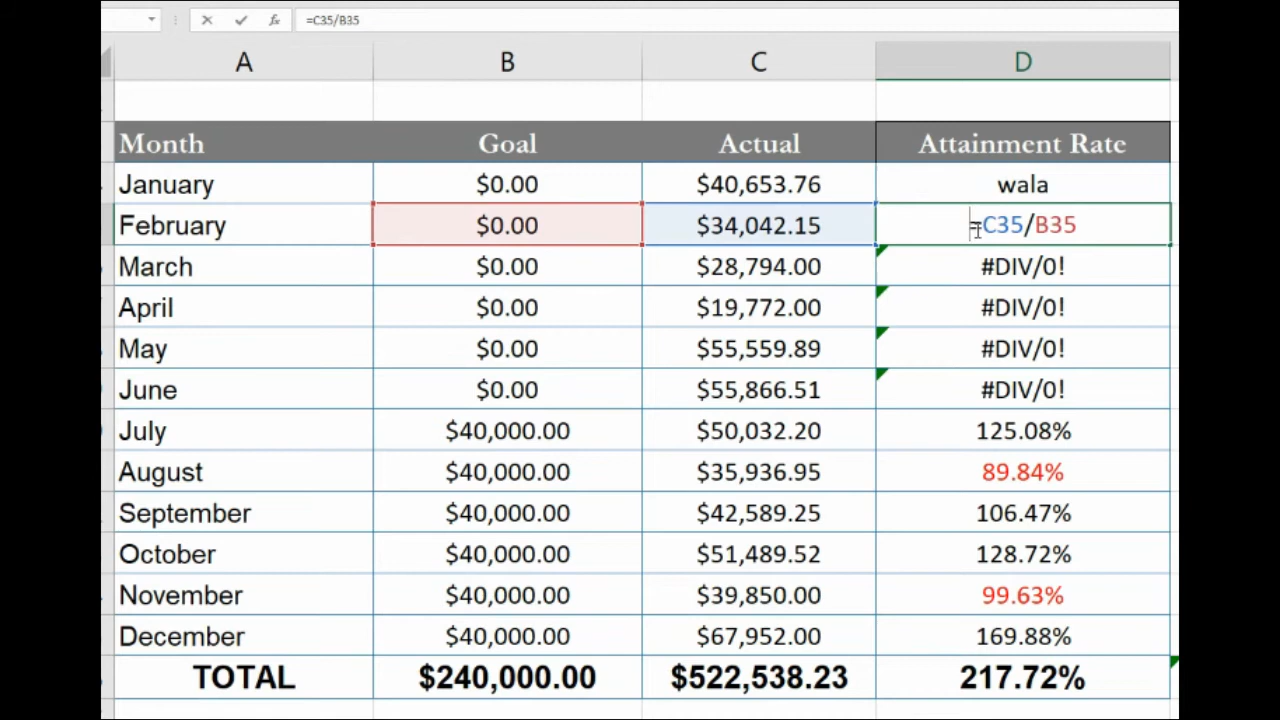 =C35/B35
A B C D
Month Goal Actual Attainment Rate
January $0.00 $40,653.76 wala
February $0.00 $34,042.15 =C35/B35
March $0.00 $28,794.00 #DIV/0!
April $0.00 $19,772.00 #DIV/0!
May $0.00 $55,559.89 #DIV/0!
June $0.00 $55,866.51 #DIV/0!
July $40,000.00 $50,032.20 125.08%
August $40,000.00 $35,936.95 89.84%
September $40,000.00 $42,589.25 106.47%
October $40,000.00 $51,489.52 128.72%
November $40,000.00 $39,850.00 99.63%
December $40,000.00 $67,952.00 169.88%
TOTAL $240,000.00 $522,538.23 217.72%